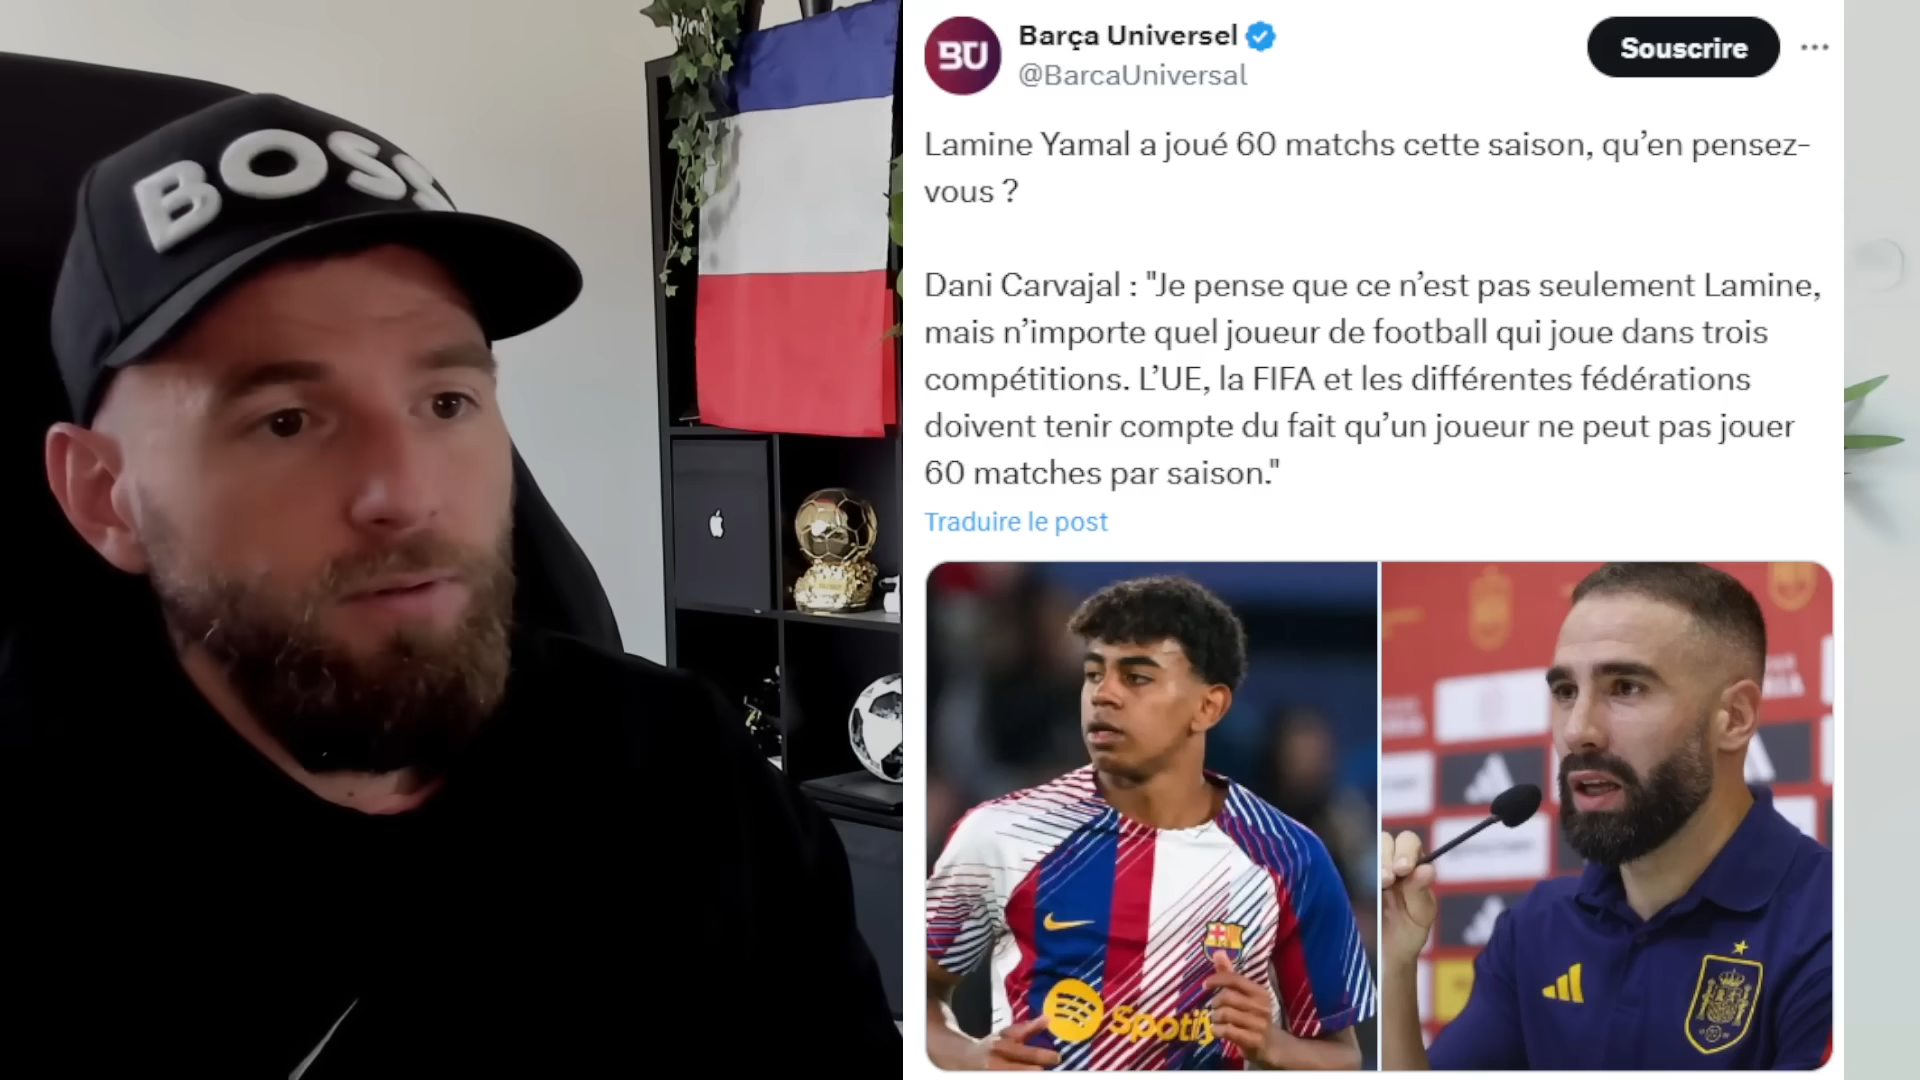 BOSS
BU
Barça Universel
@BarcaUniversal
Souscrire
Lamine Yamal a joué 60 matchs cette saison, qu’en pensez-
vous ?
Dani Carvajal : "Je pense que ce n’est pas seulement Lamine,
mais n’importe quel joueur de football qui joue dans trois
compétitions. L’UE, la FIFA et les différentes fédérations
doivent tenir compte du fait qu’un joueur ne peut pas jouer
60 matches par saison."
Traduire le post
Spotify